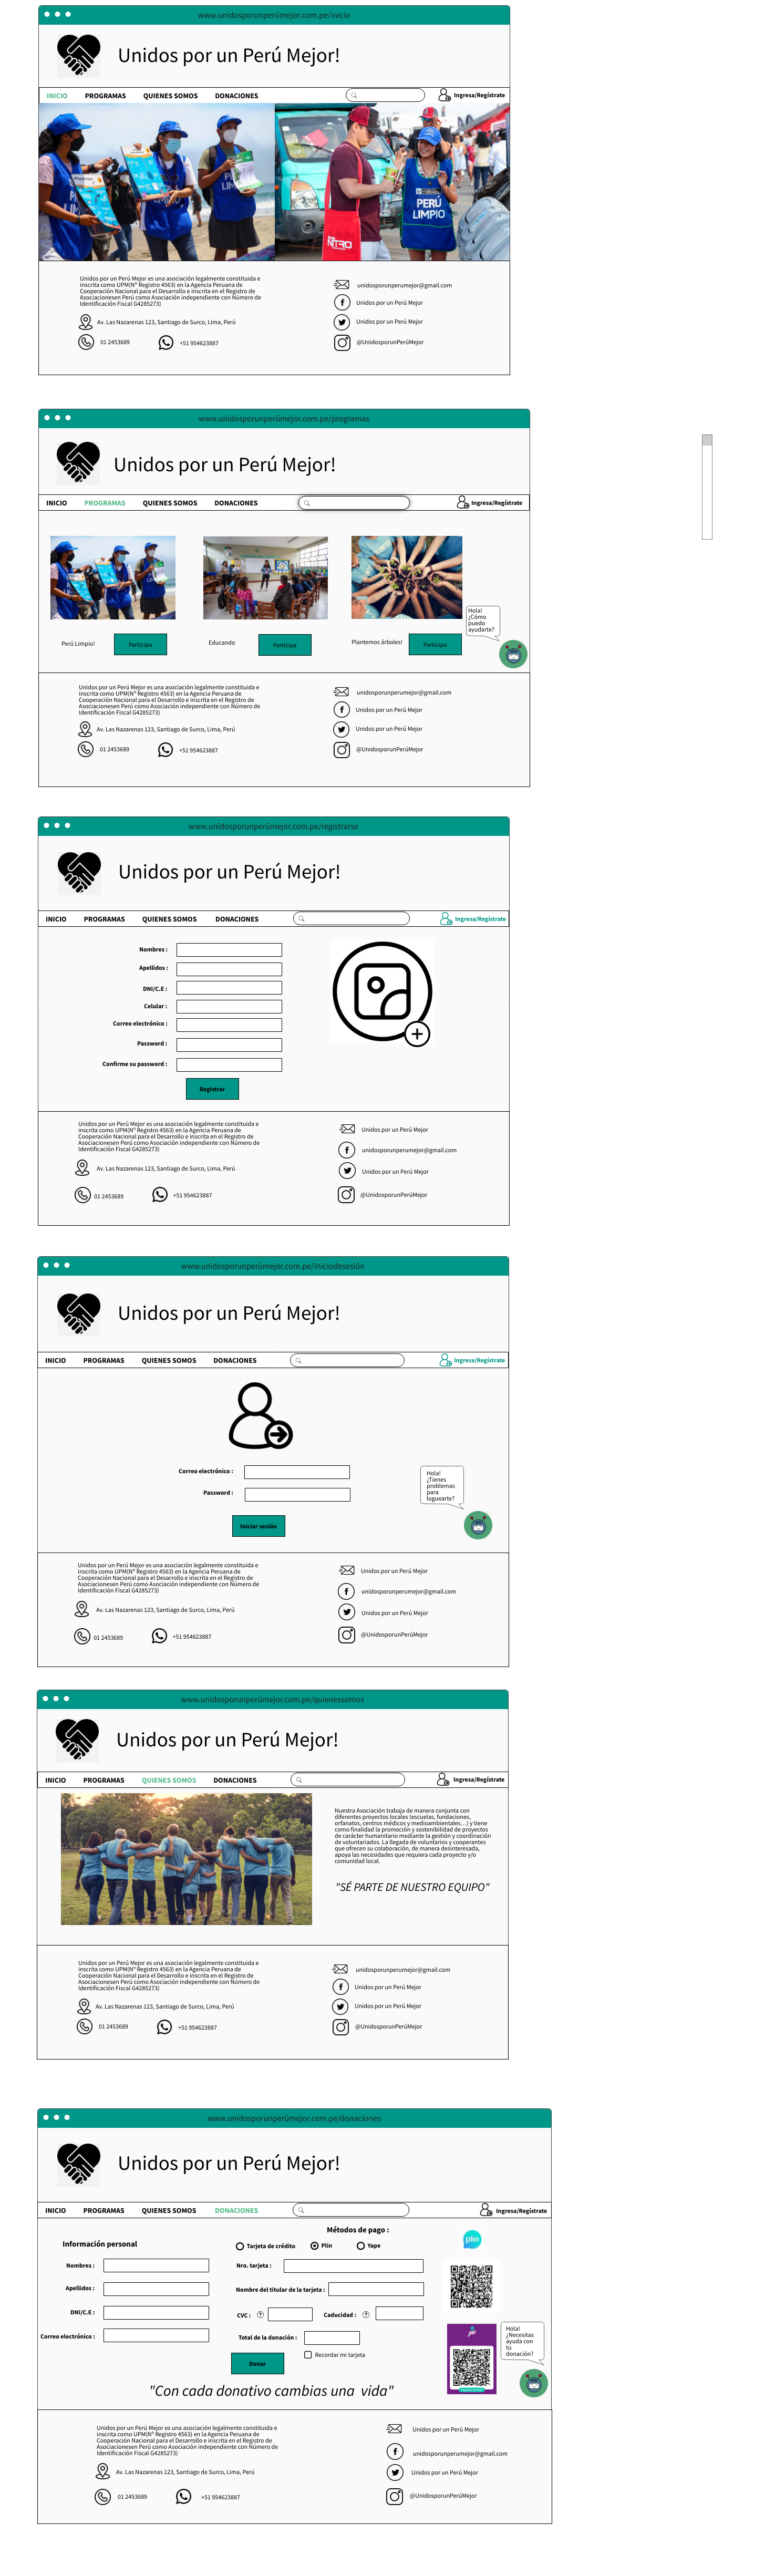 www.unidosporunperúmejor.com.pe/inicio
Unidos por un Perú Mejor!
INICIO PROGRAMAS QUIENES SOMOS DONACIONES Ingresa/Regístrate
PERÚ LIMPIO
NITRO
Unidos por un Perú Mejor es una asociación legalmente constituida e
inscrita como UPM(Nº Registro 4563) en la Agencia Peruana de
Cooperación Nacional para el Desarrollo e inscrita en el Registro de
Asociacionesen Perú como Asociación independiente con Número de
Identificación Fiscal G4285273)
Av. Las Nazarenas 123, Santiago de Surco, Lima, Perú
01 2453689 +51 954623887
unidosporunperumejor@gmail.com
Unidos por un Perú Mejor
Unidos por un Perú Mejor
@UnidosporunPerúMejor
www.unidosporunperúmejor.com.pe/programas
Unidos por un Perú Mejor!
INICIO PROGRAMAS QUIENES SOMOS DONACIONES Ingresa/Regístrate
Perú Limpio! Participa
Educando Participa
Plantemos árboles! Participa
Hola!
¿Cómo
puedo
ayudarte?
Unidos por un Perú Mejor es una asociación legalmente constituida e
inscrita como UPM(Nº Registro 4563) en la Agencia Peruana de
Cooperación Nacional para el Desarrollo e inscrita en el Registro de
Asociacionesen Perú como Asociación independiente con Número de
Identificación Fiscal G4285273)
Av. Las Nazarenas 123, Santiago de Surco, Lima, Perú
01 2453689 +51 954623887
unidosporunperumejor@gmail.com
Unidos por un Perú Mejor
Unidos por un Perú Mejor
@UnidosporunPerúMejor
www.unidosporunperúmejor.com.pe/registrarse
Unidos por un Perú Mejor!
INICIO PROGRAMAS QUIENES SOMOS DONACIONES Ingresa/Regístrate
Nombres :
Apellidos :
DNI/C.E :
Celular :
Correo electrónico :
Password :
Confirme su password :
Registrar
Unidos por un Perú Mejor es una asociación legalmente constituida e
inscrita como UPM(Nº Registro 4563) en la Agencia Peruana de
Cooperación Nacional para el Desarrollo e inscrita en el Registro de
Asociacionesen Perú como Asociación independiente con Número de
Identificación Fiscal G4285273)
Av. Las Nazarenas 123, Santiago de Surco, Lima, Perú
01 2453689 +51 954623887
Unidos por un Perú Mejor
unidosporunperumejor@gmail.com
Unidos por un Perú Mejor
@UnidosporunPerúMejor
www.unidosporunperúmejor.com.pe/iniciodesesión
Unidos por un Perú Mejor!
INICIO PROGRAMAS QUIENES SOMOS DONACIONES Ingresa/Regístrate
Correo electrónico :
Password :
Iniciar sesión
Hola!
¿Tienes
problemas
para
loguearte?
Unidos por un Perú Mejor es una asociación legalmente constituida e
inscrita como UPM(Nº Registro 4563) en la Agencia Peruana de
Cooperación Nacional para el Desarrollo e inscrita en el Registro de
Asociacionesen Perú como Asociación independiente con Número de
Identificación Fiscal G4285273)
Av. Las Nazarenas 123, Santiago de Surco, Lima, Perú
01 2453689 +51 954623887
Unidos por un Perú Mejor
unidosporunperumejor@gmail.com
Unidos por un Perú Mejor
@UnidosporunPerúMejor
www.unidosporunperúmejor.com.pe/quienessomos
Unidos por un Perú Mejor!
INICIO PROGRAMAS QUIENES SOMOS DONACIONES Ingresa/Regístrate
Nuestra Asociación trabaja de manera conjunta con
diferentes proyectos locales (escuelas, fundaciones,
orfanatos, centros médicos y medioambientales...) y tiene
como finalidad la promoción y sostenibilidad de proyectos
de carácter humanitario mediante la gestión y coordinación
de voluntariados. La llegada de voluntarios y cooperantes
que ofrecen su colaboración, de manera desinteresada,
apoya las necesidades que requiera cada proyecto y/o
comunidad local.
"SÉ PARTE DE NUESTRO EQUIPO"
Unidos por un Perú Mejor es una asociación legalmente constituida e
inscrita como UPM(Nº Registro 4563) en la Agencia Peruana de
Cooperación Nacional para el Desarrollo e inscrita en el Registro de
Asociacionesen Perú como Asociación independiente con Número de
Identificación Fiscal G4285273)
Av. Las Nazarenas 123, Santiago de Surco, Lima, Perú
01 2453689 +51 954623887
unidosporunperumejor@gmail.com
Unidos por un Perú Mejor
Unidos por un Perú Mejor
@UnidosporunPerúMejor
www.unidosporunperúmejor.com.pe/donaciones
Unidos por un Perú Mejor!
INICIO PROGRAMAS QUIENES SOMOS DONACIONES Ingresa/Regístrate
Información personal
Nombres :
Apellidos :
DNI/C.E :
Correo electrónico :
Métodos de pago :
Tarjeta de crédito Plin Yape
Nro. tarjeta :
Nombre del titular de la tarjeta :
CVC : ? Caducidad : ?
Total de la donación :
Recordar mi tarjeta
Donar
plin
Hola!
¿Necesitas
ayuda con
tu
donación?
"Con cada donativo cambias una vida"
Unidos por un Perú Mejor es una asociación legalmente constituida e
inscrita como UPM(Nº Registro 4563) en la Agencia Peruana de
Cooperación Nacional para el Desarrollo e inscrita en el Registro de
Asociacionesen Perú como Asociación independiente con Número de
Identificación Fiscal G4285273)
Av. Las Nazarenas 123, Santiago de Surco, Lima, Perú
01 2453689 +51 954623887
Unidos por un Perú Mejor
unidosporunperumejor@gmail.com
Unidos por un Perú Mejor
@UnidosporunPerúMejor